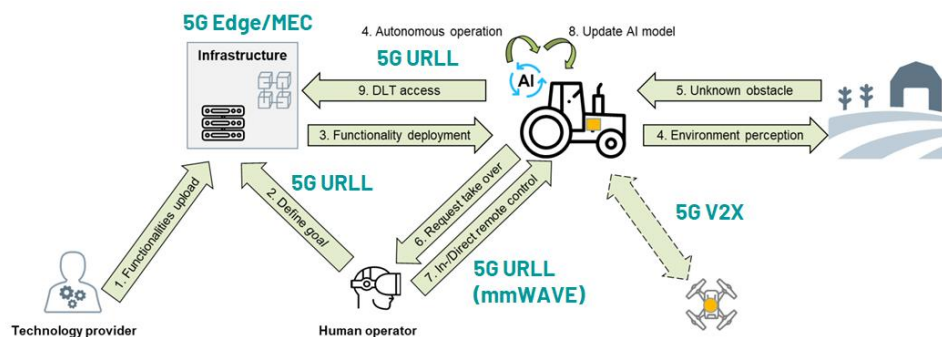 5G Edge/MEC
Infrastructure
4. Autonomous operation
8. Update AI model
5G URLL
AI
9. DLT access
5. Unknown obstacle
3. Functionality deployment
4. Environment perception
1. Functionalities upload
2. Define goal
5G URLL
6. Request take over
7. In-/Direct remote control
5G V2X
5G URLL
(mmWAVE)
Technology provider
Human operator